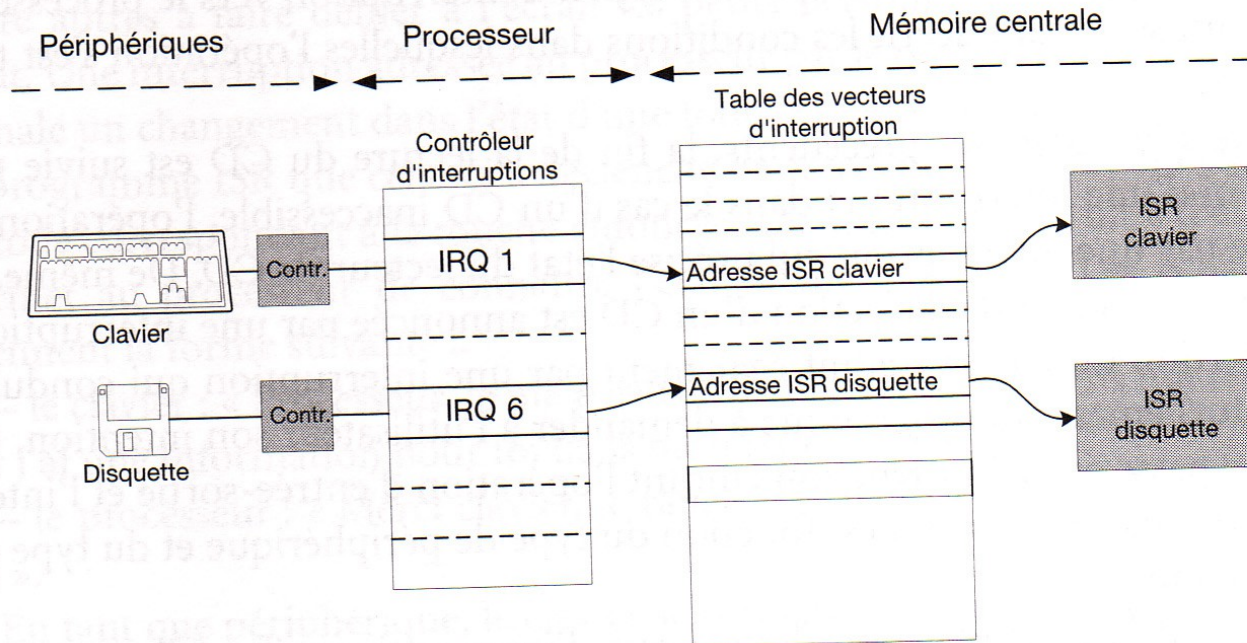 Périphériques
Processeur
Mémoire centrale
Contrôleur
d'interruptions
Table des vecteurs
d'interruption
Clavier
Contr.
IRQ 1
Adresse ISR clavier
ISR
clavier
Disquette
Contr.
IRQ 6
Adresse ISR disquette
ISR
disquette